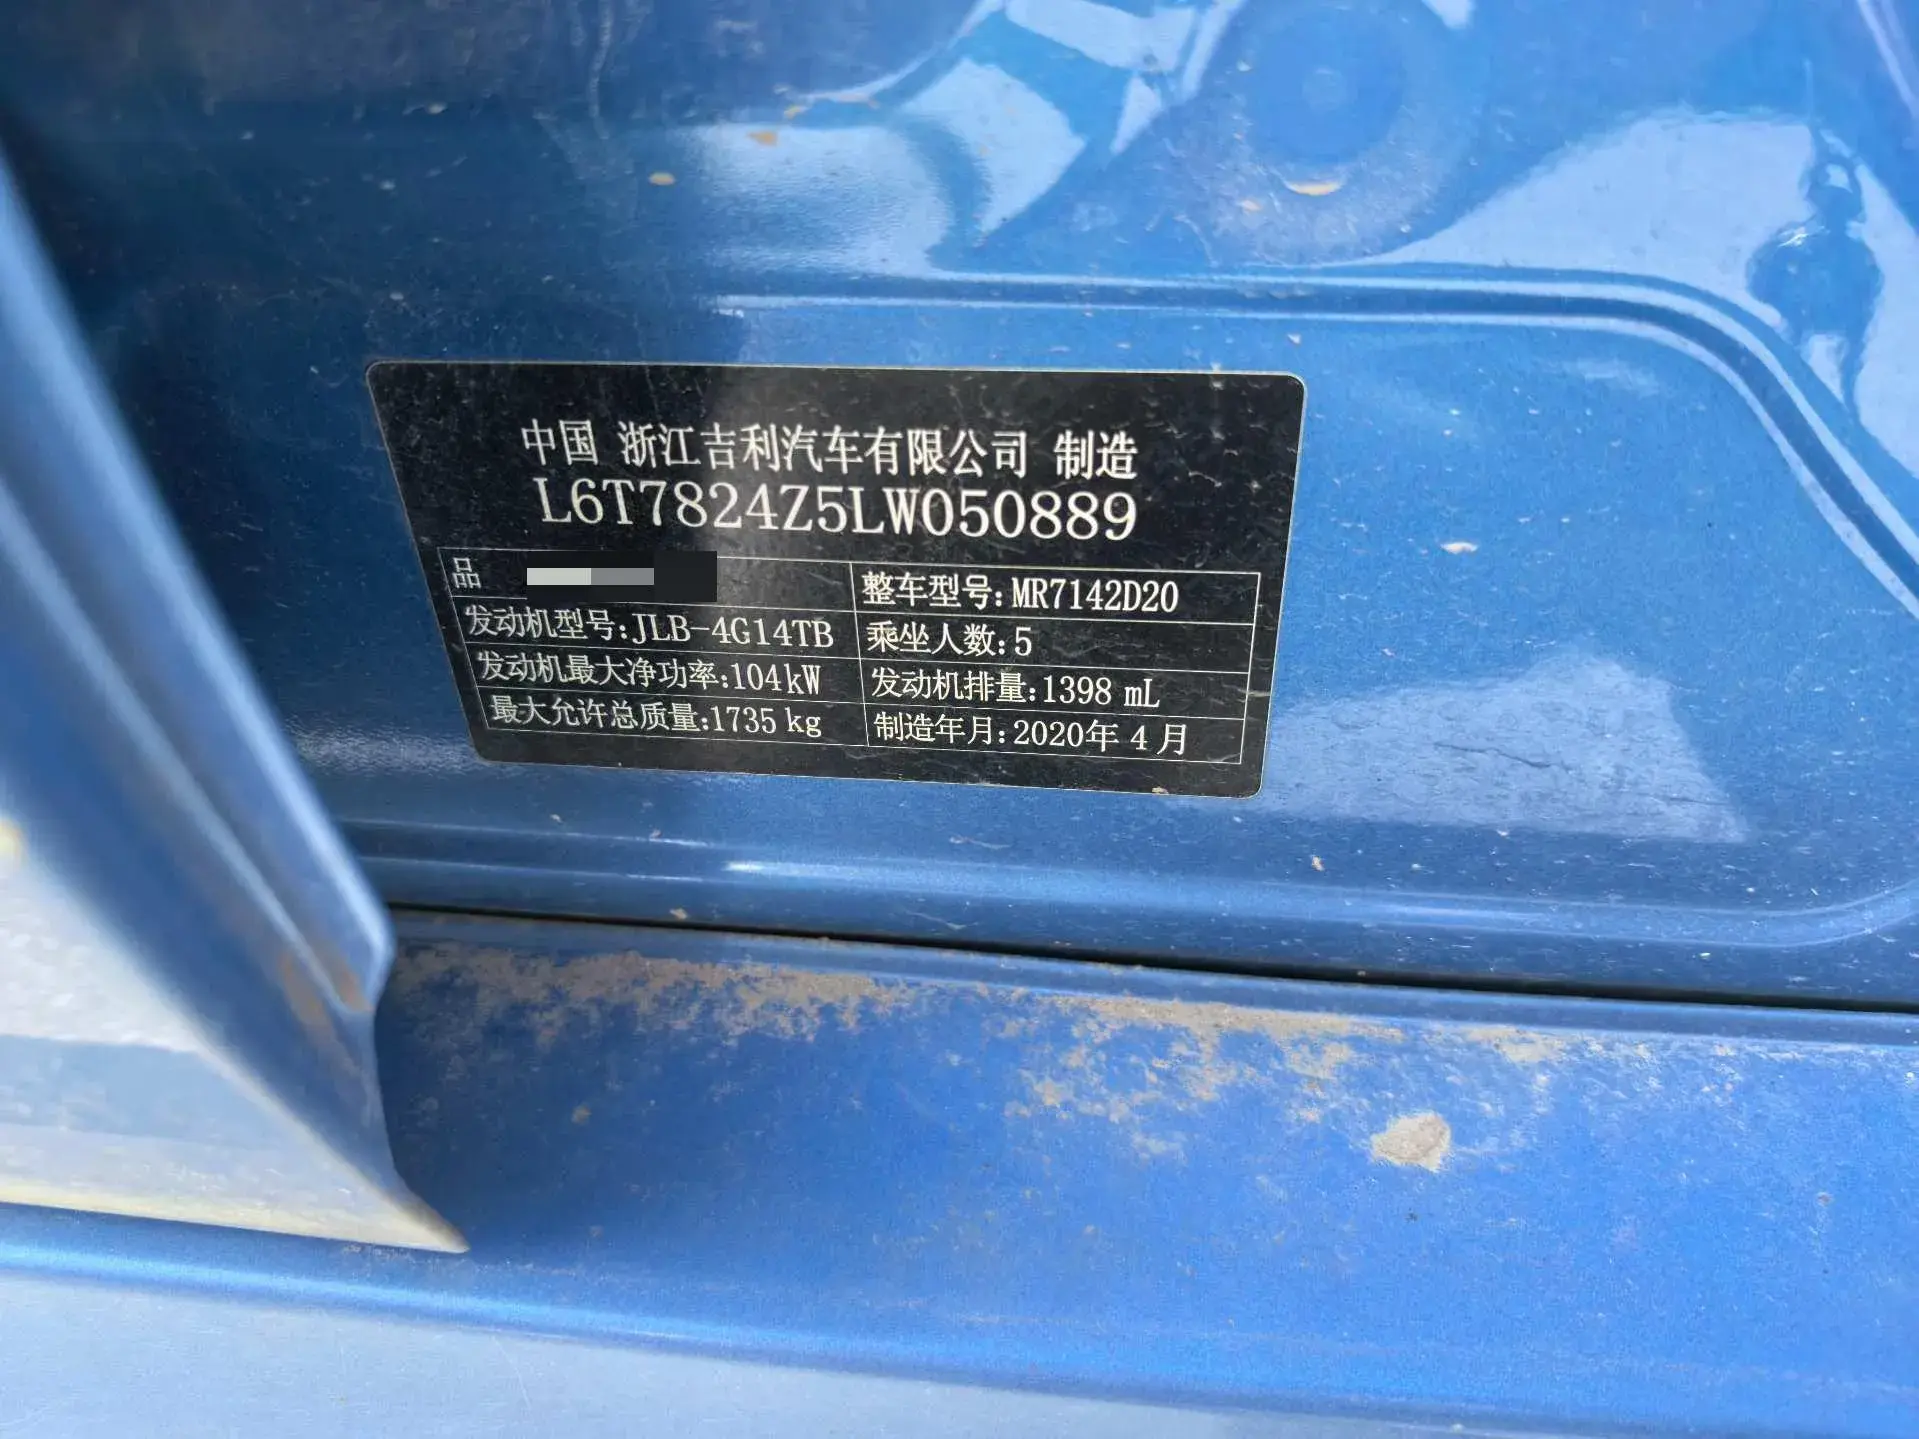 中国 浙江吉利汽车有限公司 制造
L6T7824Z5LW050889
品
整车型号:MR7142D20
发动机型号:JLB-4G14TB
乘坐人数:5
发动机最大净功率:104kW
发动机排量:1398 mL
最大允许总质量:1735 kg
制造年月:2020年 4 月